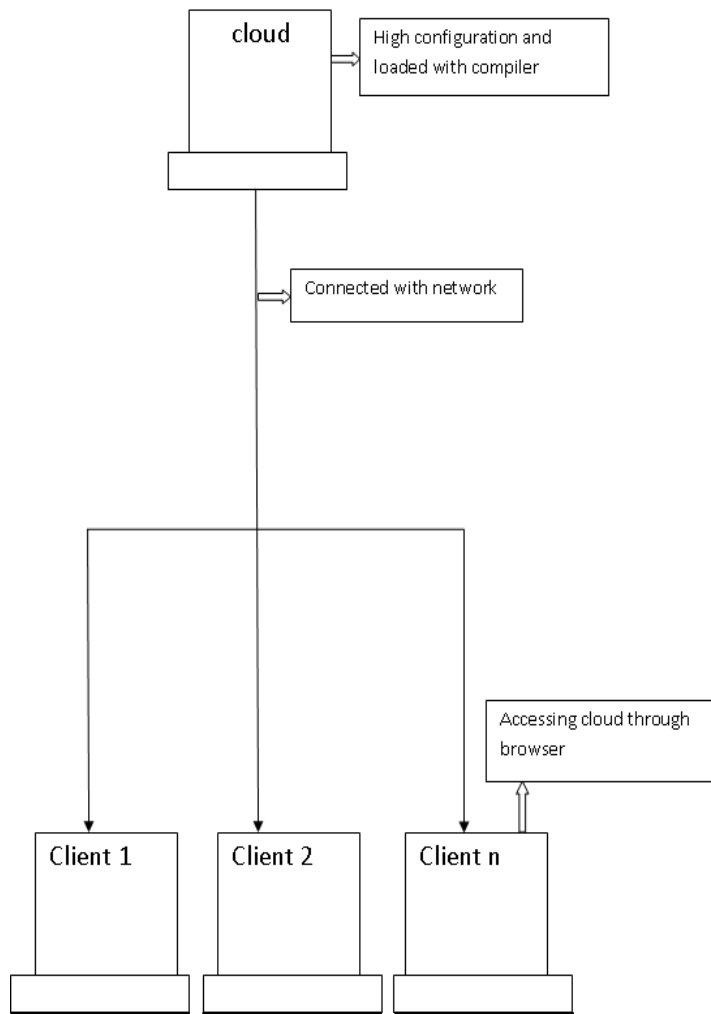 cloud
High configuration and
loaded with compiler
Connected with network
Accessing cloud through
browser
Client 1
Client 2
Client n